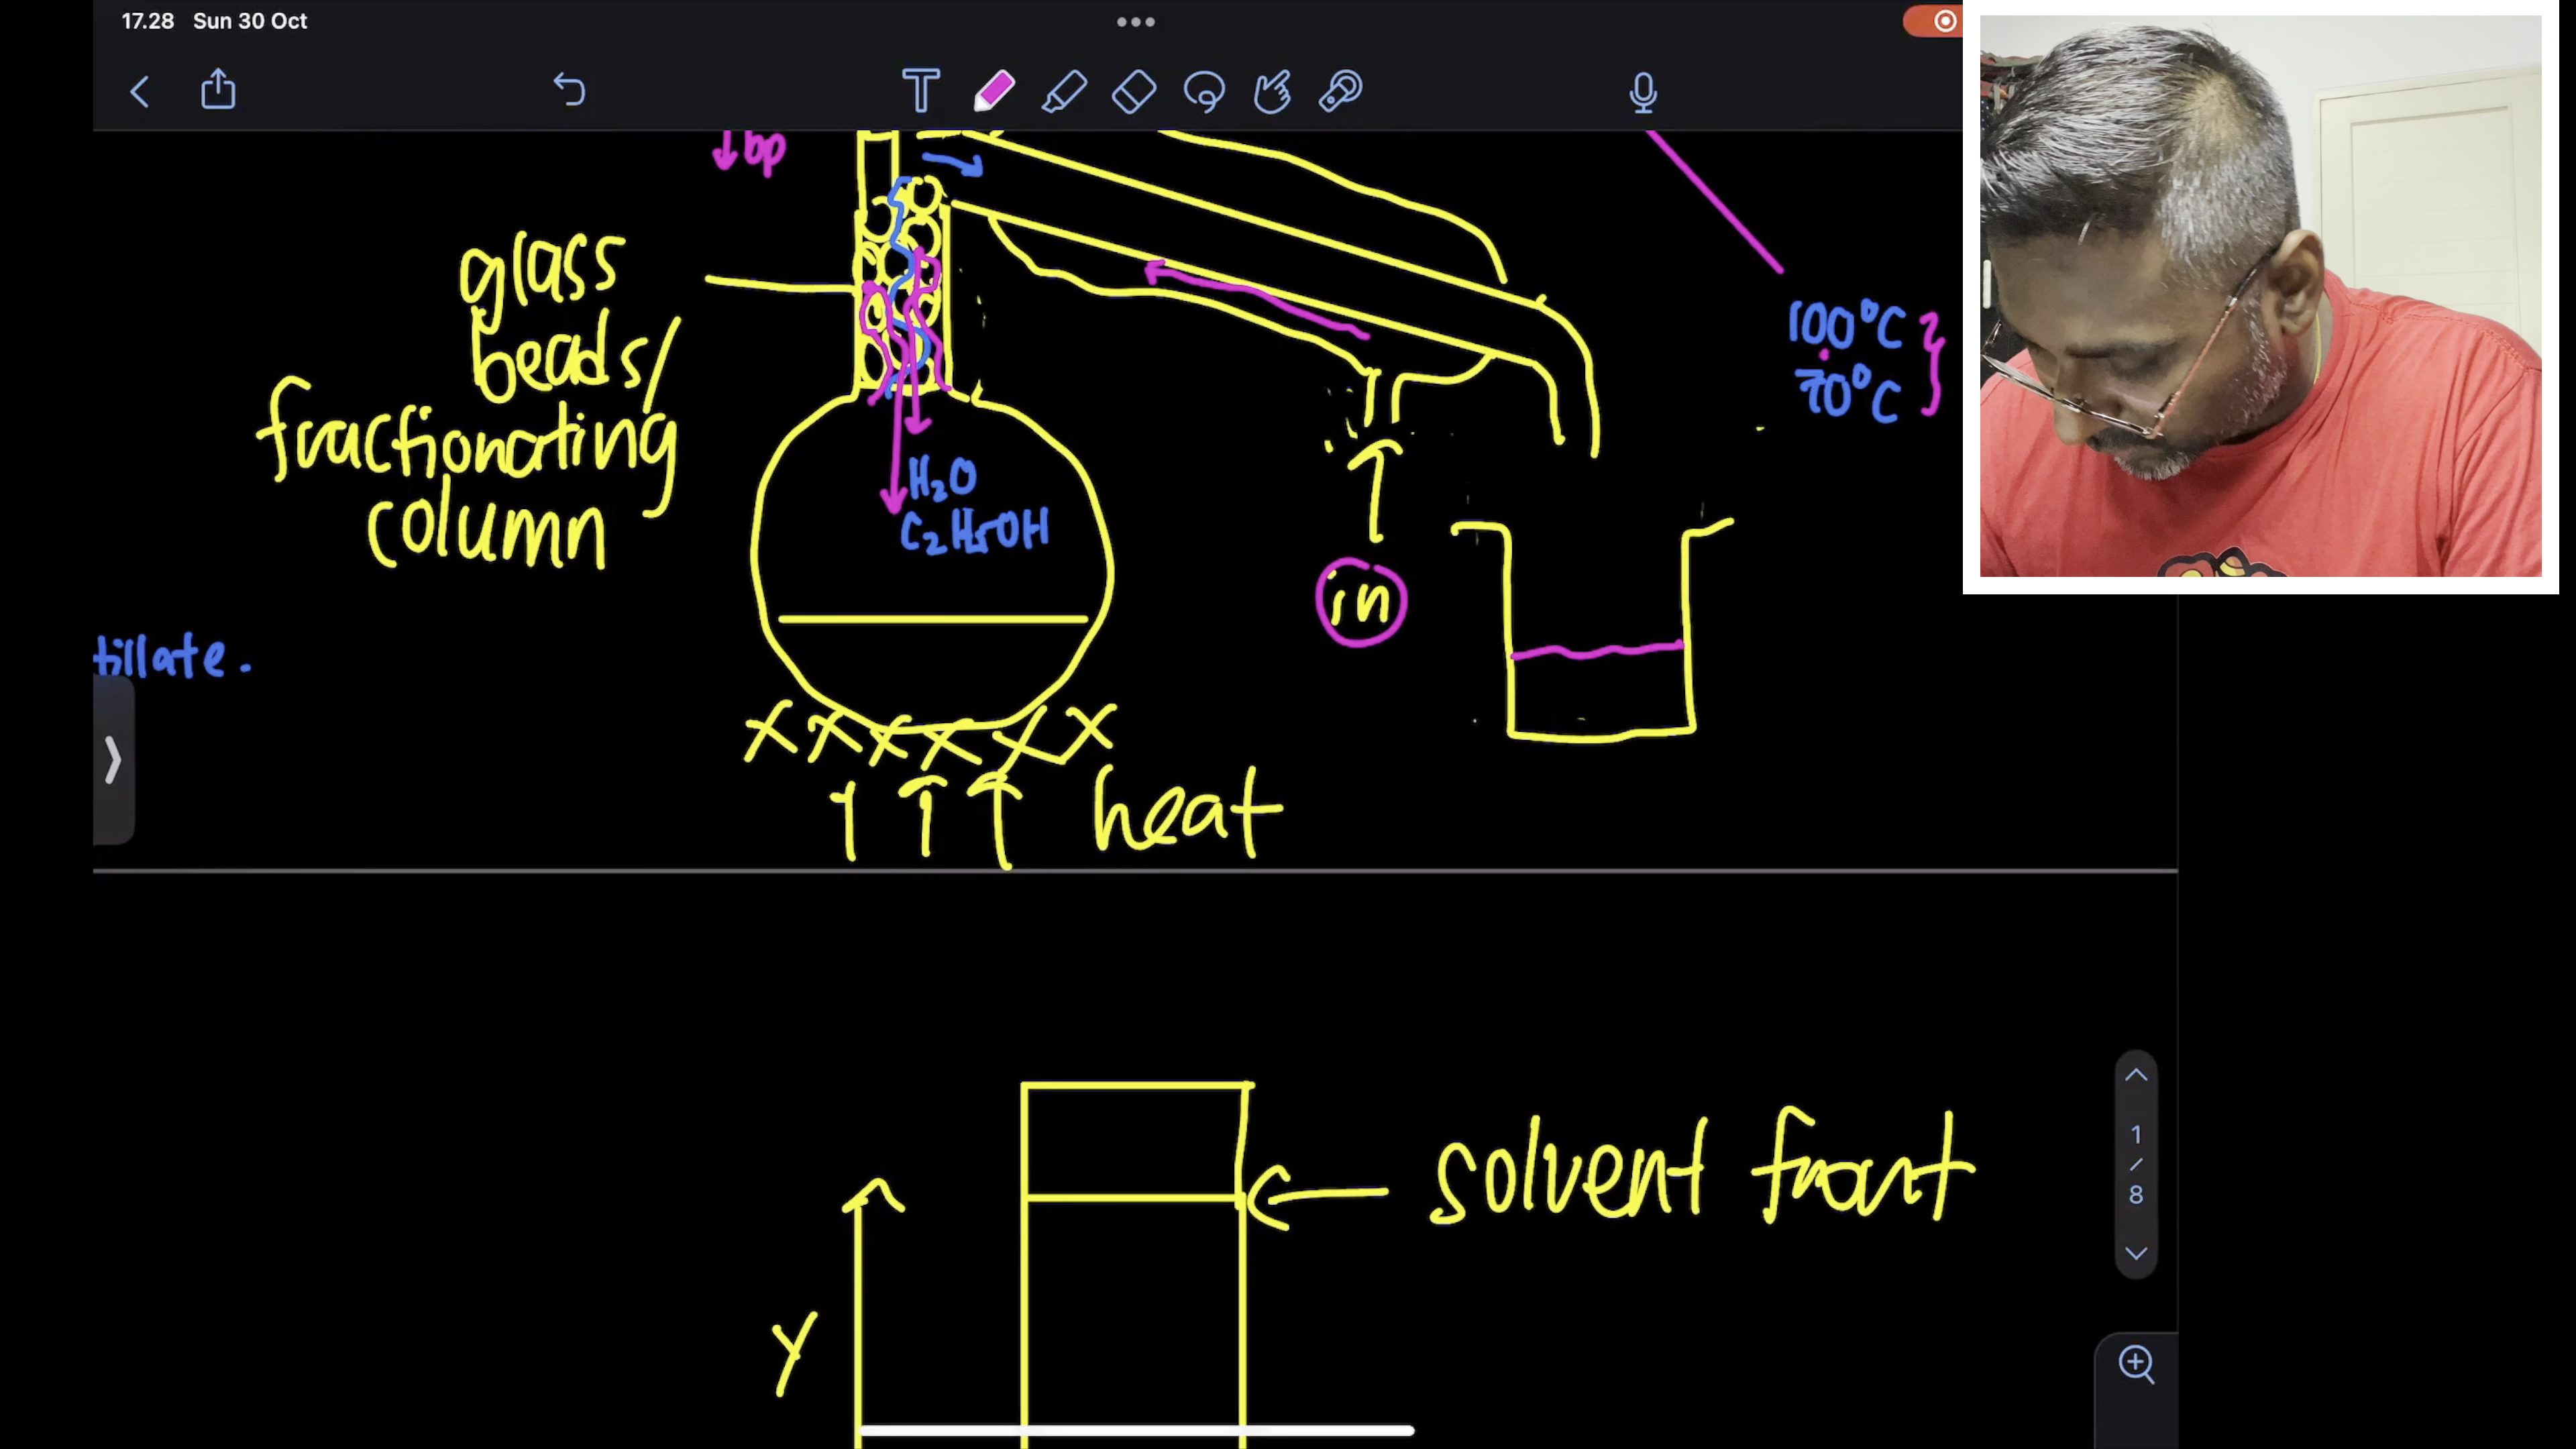 17.28 Sun 30 Oct
bp
glass
beads/
fractionating
column
100°C
70°C
H₂O
C₂H₅OH
in
tillate.
heat
solvent front
1
/
8
y